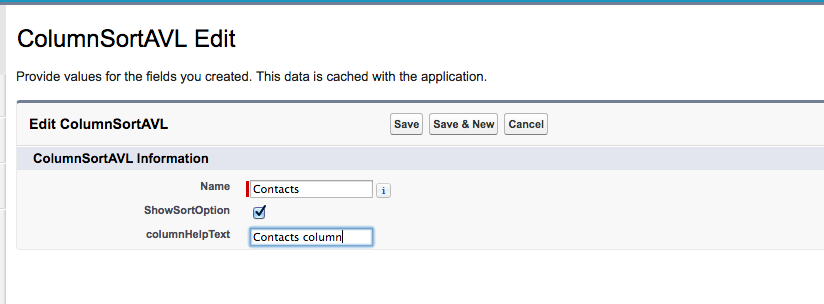 ColumnSortAVL Edit
Provide values for the fields you created. This data is cached with the application.
Edit ColumnSortAVL Save Save & New Cancel
ColumnSortAVL Information
Name Contacts i
ShowSortOption
columnHelpText Contacts column